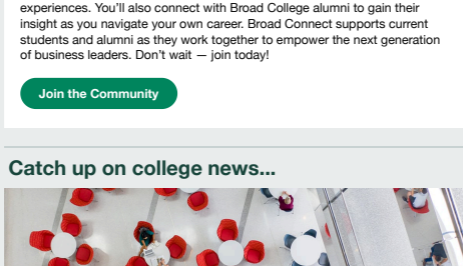 experiences. You’ll also connect with Broad College alumni to gain their
insight as you navigate your own career. Broad Connect supports current
students and alumni as they work together to empower the next generation
of business leaders. Don’t wait — join today!
Join the Community
Catch up on college news...